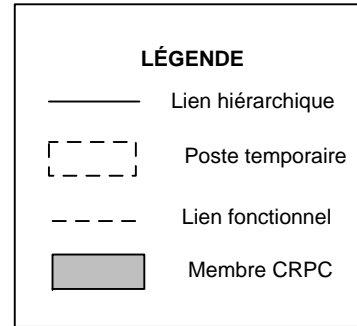 LÉGENDE
Lien hiérarchique
Poste temporaire
Lien fonctionnel
Membre CRPC